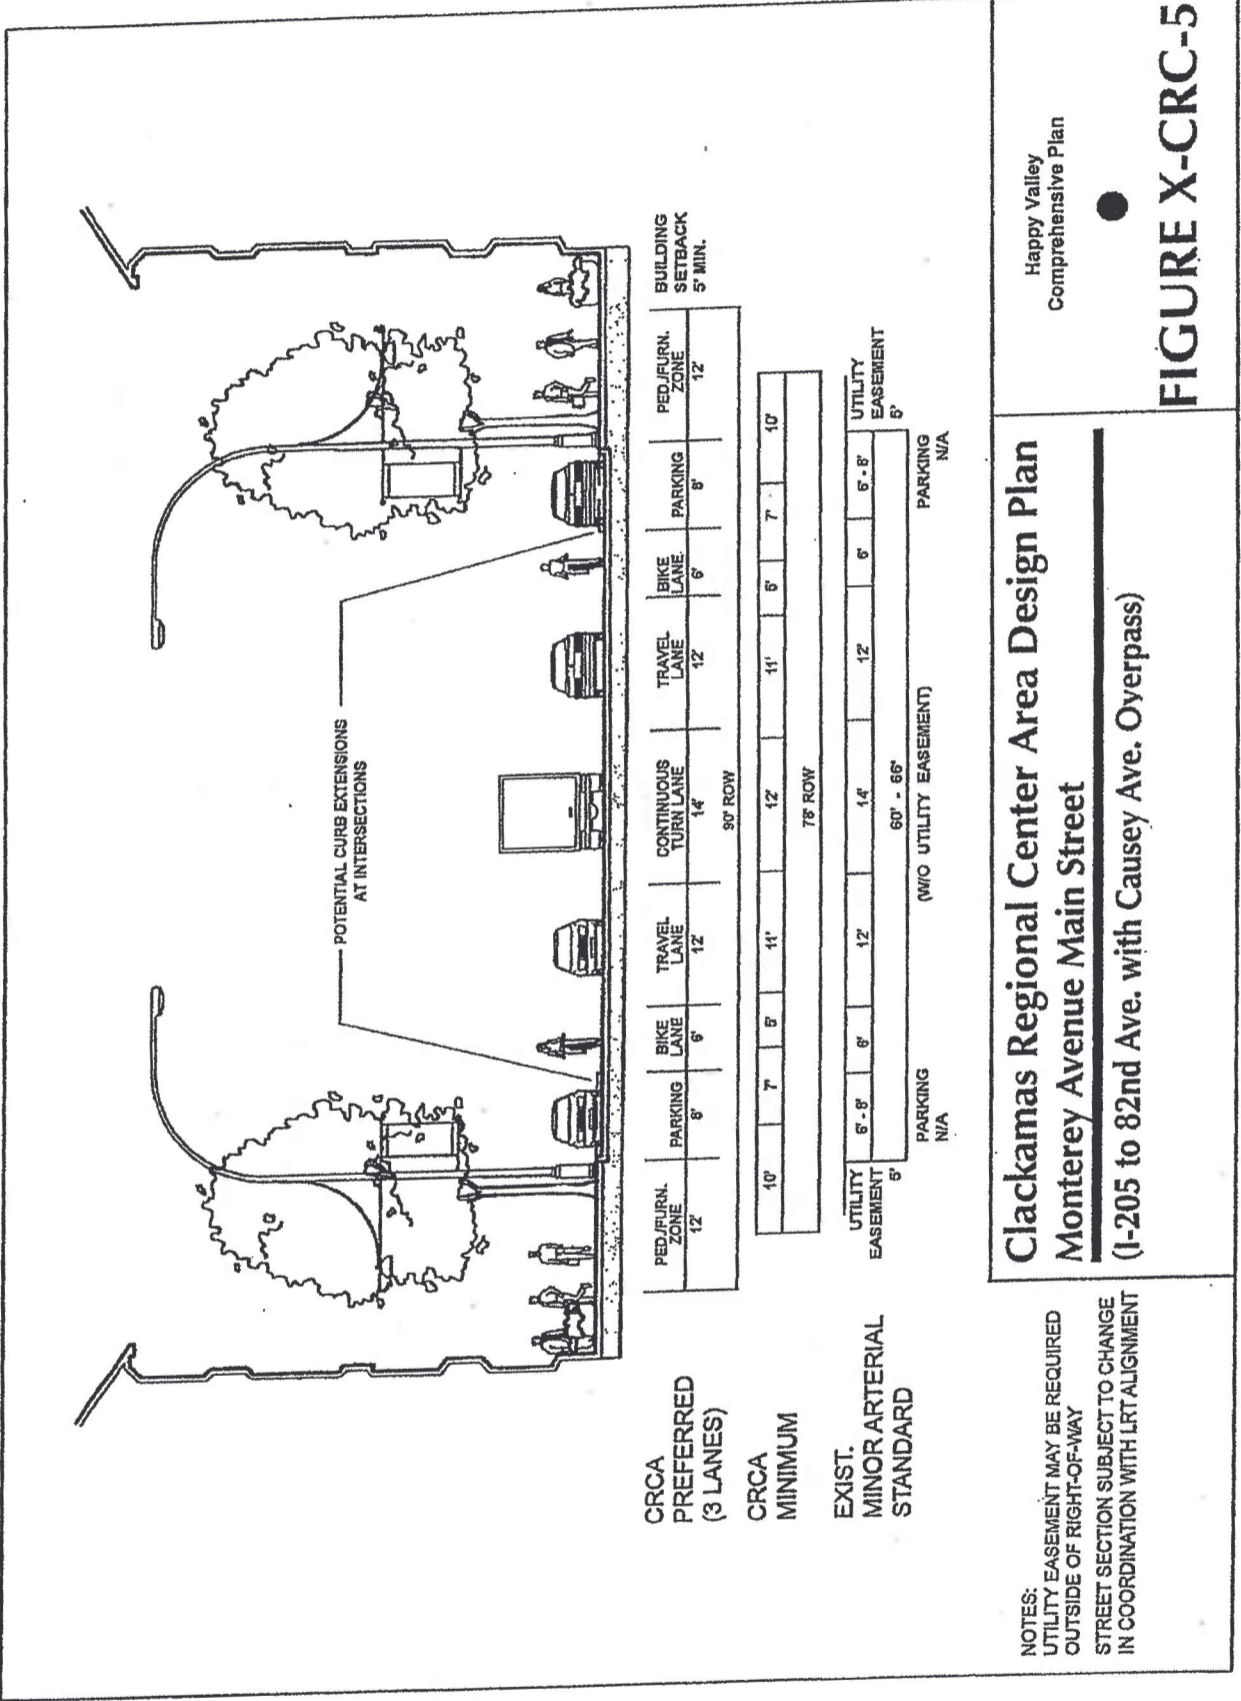 POTENTIAL CURB EXTENSIONS
AT INTERSECTIONS
CRCA
PREFERRED
(3 LANES)
PED./FURN.
ZONE
12'
PARKING
8'
BIKE
LANE
6'
TRAVEL
LANE
12'
CONTINUOUS
TURN LANE
14'
TRAVEL
LANE
12'
BIKE
LANE
6'
PARKING
8'
PED./FURN.
ZONE
12'
BUILDING
SETBACK
5' MIN.
90' ROW
CRCA
MINIMUM
10' 7' 5' 11' 12' 11' 5' 7' 10'
78' ROW
EXIST.
MINOR ARTERIAL
STANDARD
UTILITY
EASEMENT
5'
6' - 8' 6' 12' 14' 12' 6' 6' - 8'
UTILITY
EASEMENT
5'
60' - 66'
PARKING
N/A
(W/O UTILITY EASEMENT)
PARKING
N/A
NOTES:
UTILITY EASEMENT MAY BE REQUIRED
OUTSIDE OF RIGHT-OF-WAY
STREET SECTION SUBJECT TO CHANGE
IN COORDINATION WITH LRT ALIGNMENT
Clackamas Regional Center Area Design Plan
Monterey Avenue Main Street
(I-205 to 82nd Ave. with Causey Ave. Overpass)
Happy Valley
Comprehensive Plan
FIGURE X-CRC-5